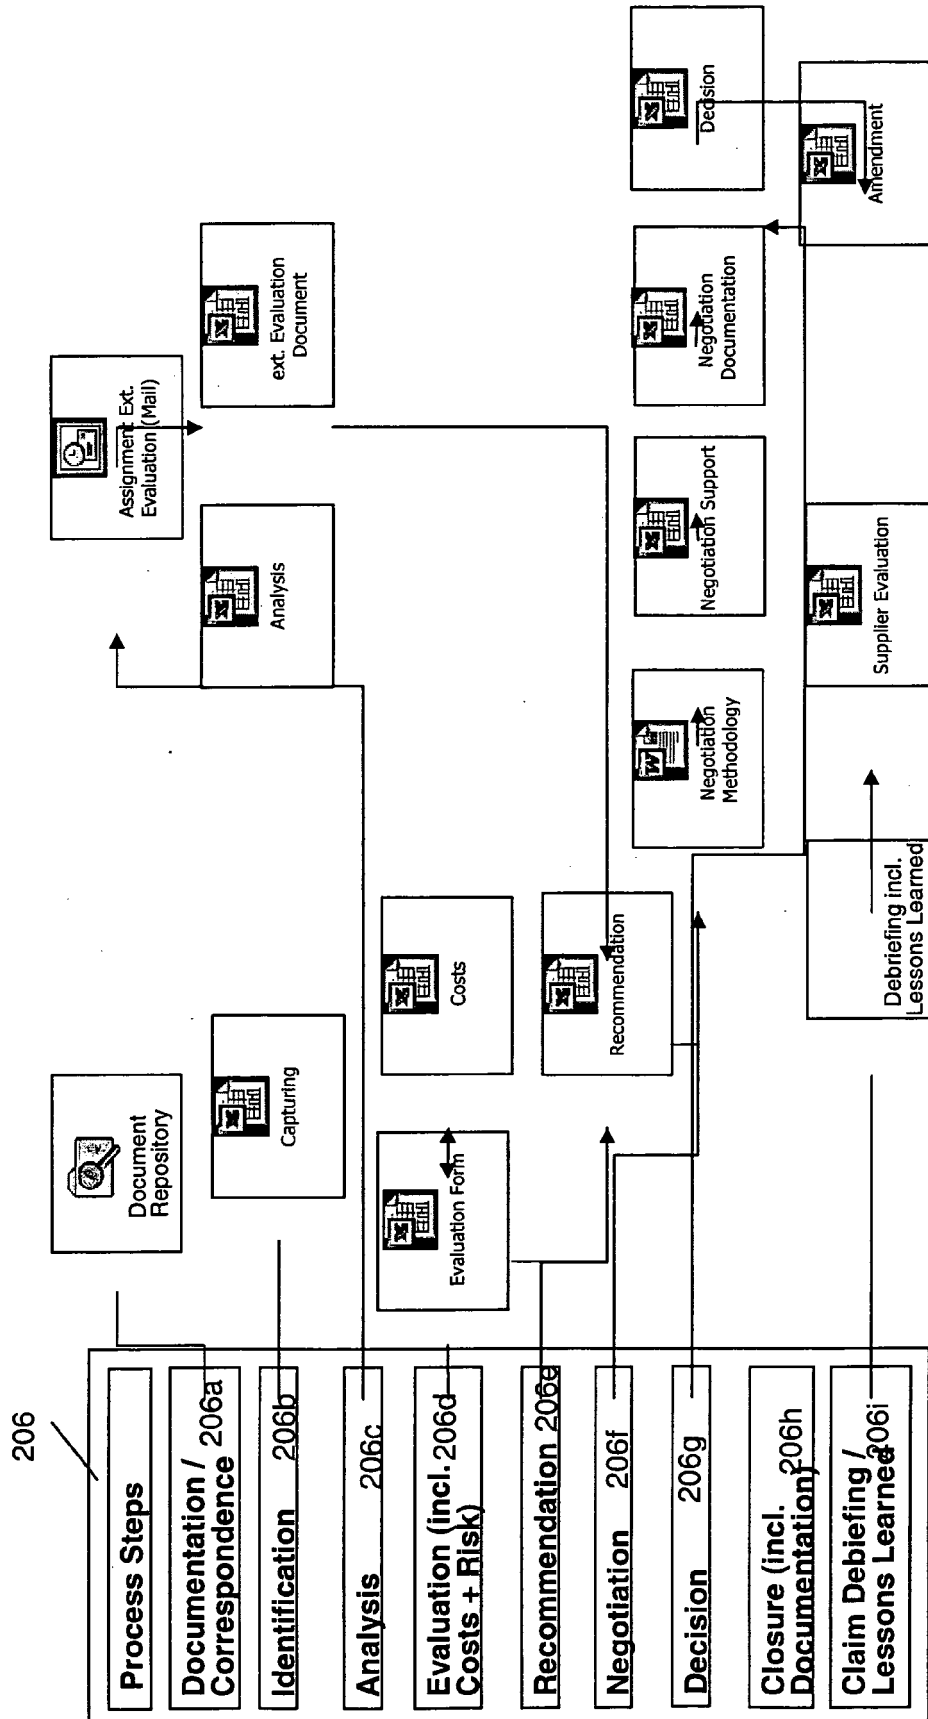 206
Process Steps
Documentation /
Correspondence 206a
Identification 206b
Analysis 206c
Evaluation (incl.
Costs + Risk) 206d
Recommendation 206e
Negotiation 206f
Decision 206g
Closure (incl.
Documentation) 206h
Claim Debiefing /
Lessons Learned 206i
Document
Repository
Assignment Ext.
Evaluation (Mail)
Capturing
Analysis
ext. Evaluation
Document
Evaluation Form
Costs
Recommendation
Negotiation
Methodology
Negotiation Support
Negotiation
Documentation
Decision
Debriefing incl.
Lessons Learned
Supplier Evaluation
Amendment